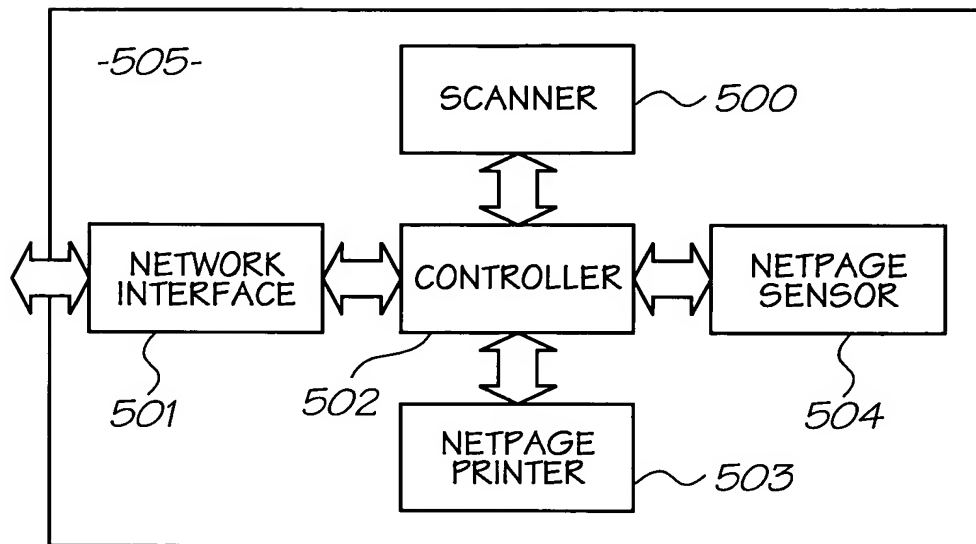 -505-
SCANNER
500
NETWORK
INTERFACE
CONTROLLER
NETPAGE
SENSOR
501
502
504
NETPAGE
PRINTER
503